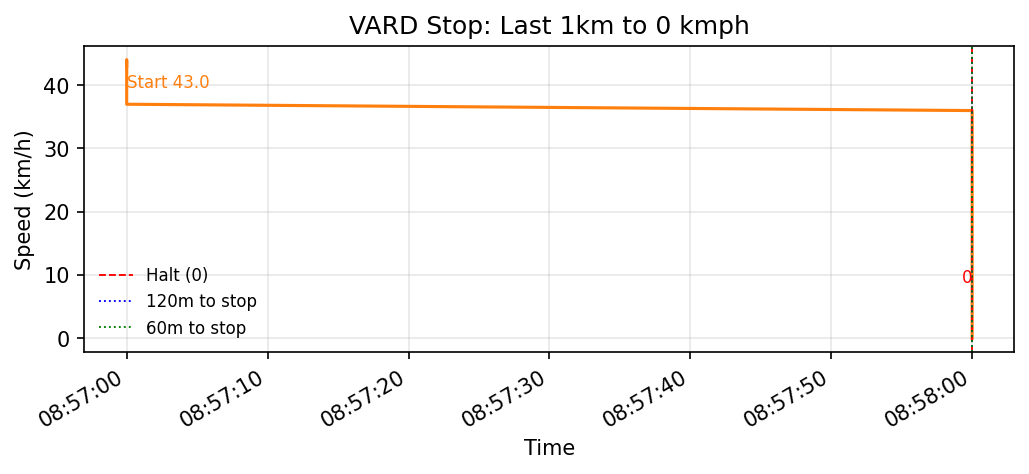 VARD Stop: Last 1km to 0 kmph
Speed (km/h)
40
30
20
10
0
Start 43.0
0
Halt (0)
120m to stop
60m to stop
08:57:00
08:57:10
08:57:20
08:57:30
08:57:40
08:57:50
08:58:00
Time